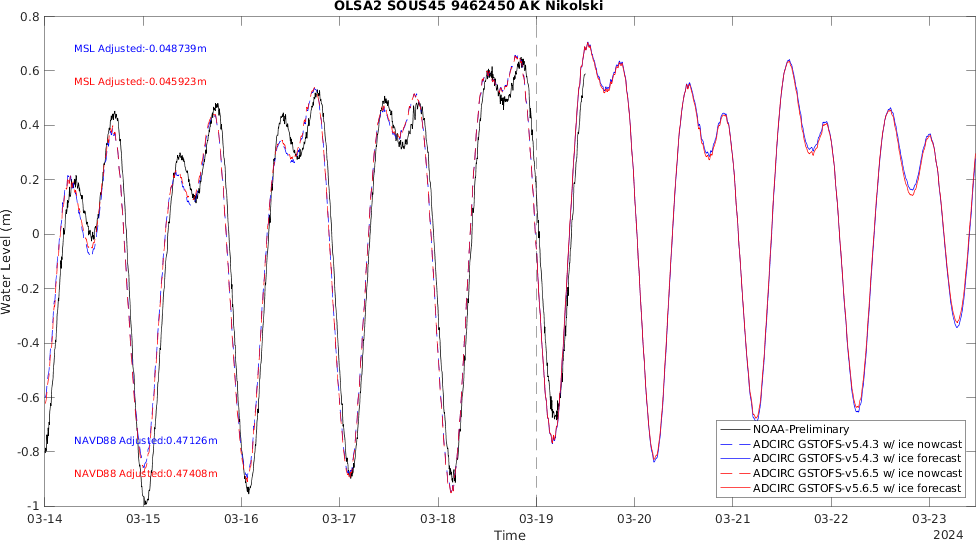 OLSA2 SOUS45 9462450 AK Nikolski
0.8
0.6
0.4
0.2
0
-0.2
-0.4
-0.6
-0.8
-1
Water Level (m)
MSL Adjusted:-0.048739m
MSL Adjusted:-0.045923m
NAVD88 Adjusted:0.47126m
NAVD88 Adjusted:0.47408m
NOAA-Preliminary
ADCIRC GSTOFS-v5.4.3 w/ ice nowcast
ADCIRC GSTOFS-v5.4.3 w/ ice forecast
ADCIRC GSTOFS-v5.6.5 w/ ice nowcast
ADCIRC GSTOFS-v5.6.5 w/ ice forecast
03-14 03-15 03-16 03-17 03-18 03-19 03-20 03-21 03-22 03-23
Time
2024